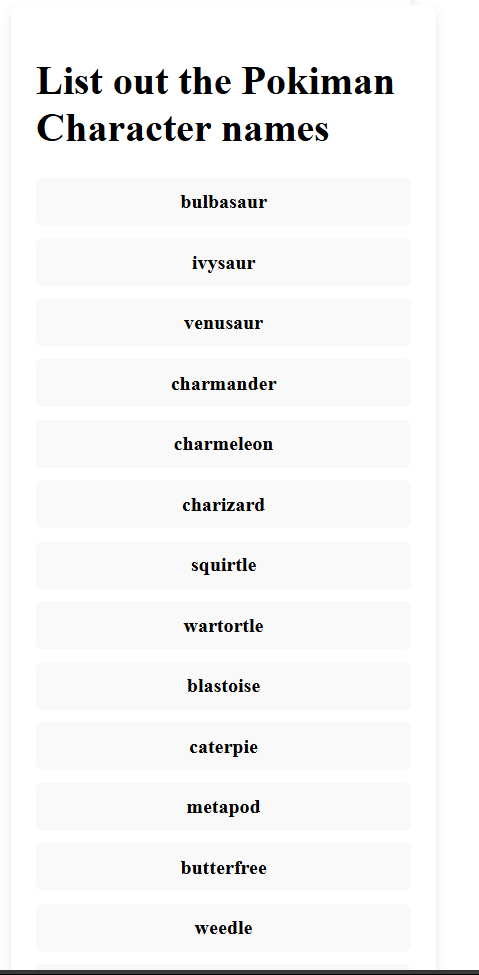 List out the Pokiman
Character names
bulbasaur
ivysaur
venusaur
charmander
charmeleon
charizard
squirtle
wartortle
blastoise
caterpie
metapod
butterfree
weedle